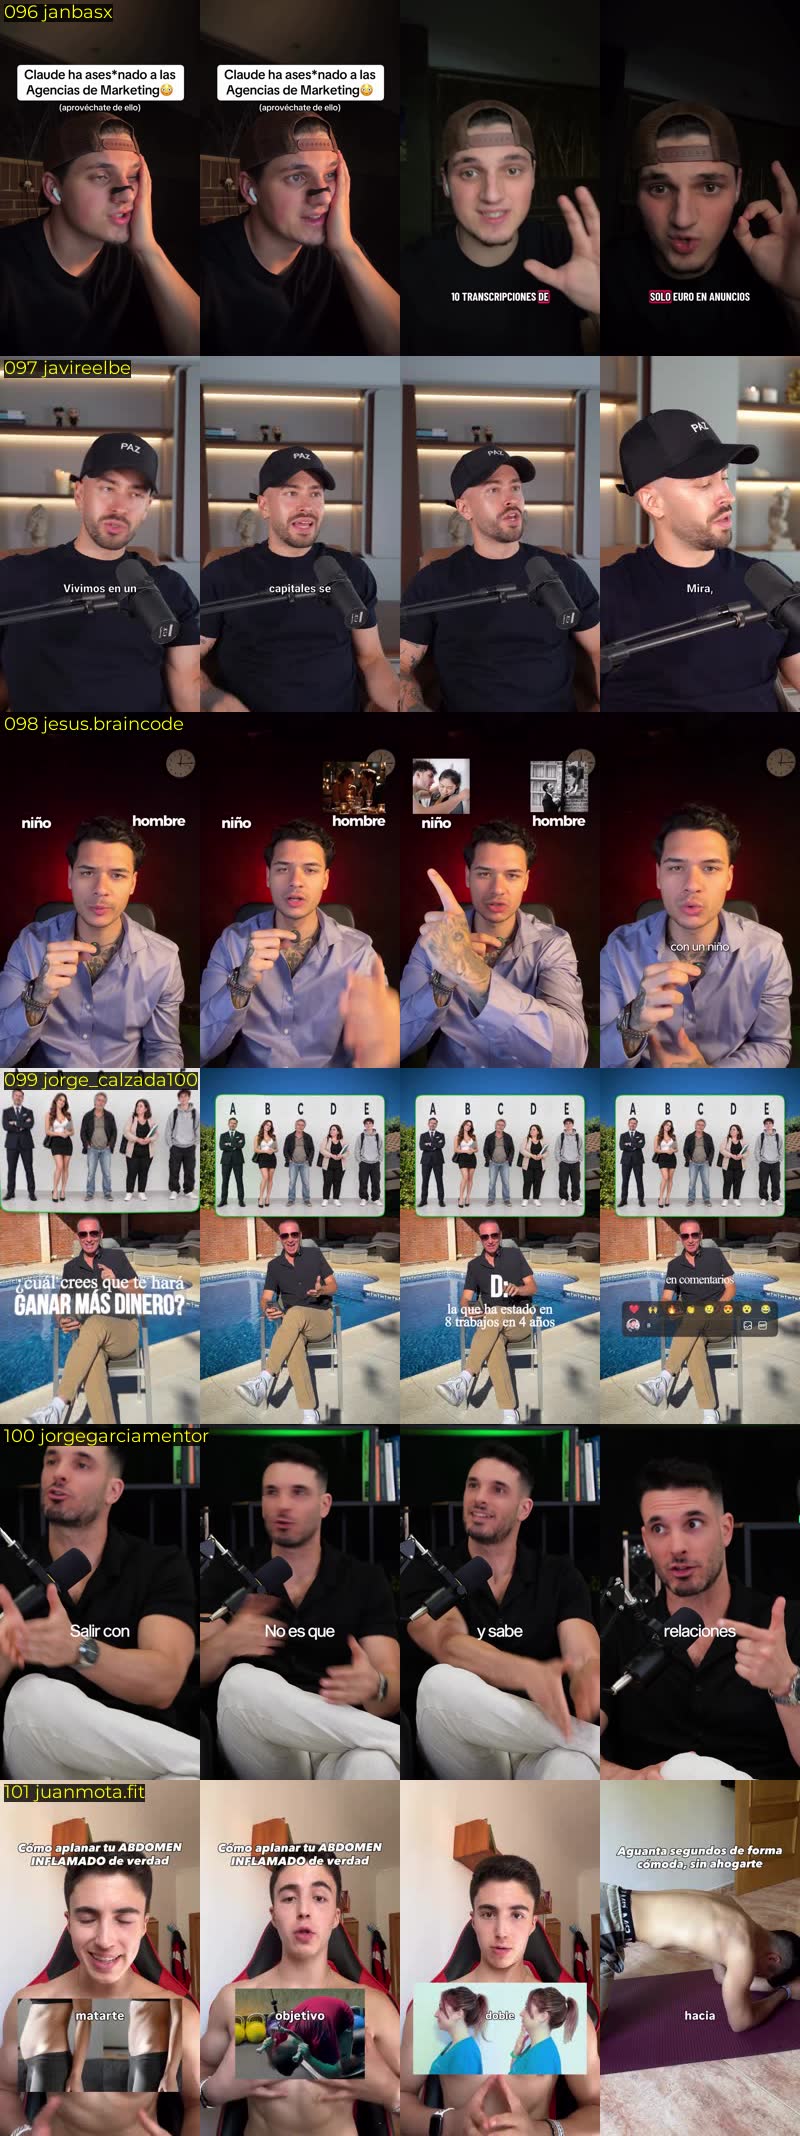 096 janbasx
Claude ha ases*nado a las
Agencias de Marketing😳
(aprovéchate de ello)
Claude ha ases*nado a las
Agencias de Marketing😳
(aprovéchate de ello)
10 TRANSCRIPCIONES DE
SOLO EURO EN ANUNCIOS
097 javireelbe
PAZ
Vivimos en un
PAZ
capitales se
PAZ
PAZ
Mira,
098 jesus.braincode
niño
hombre
niño
hombre
niño
hombre
con un niño
099 jorge_calzada100
¿cuál crees que te hará
GANAR MÁS DINERO?
A B C D E
A B C D E
D:
la que ha estado en
8 trabajos en 4 años
A B C D E
en comentarios
100 jorgegarciamentor
Salir con
No es que
y sabe
relaciones
101 juanmota.fit
Cómo aplanar tu ABDOMEN
INFLAMADO de verdad
matarte
Cómo aplanar tu ABDOMEN
INFLAMADO de verdad
objetivo
doble
Aguanta segundos de forma
cómoda, sin ahogarte
hacia